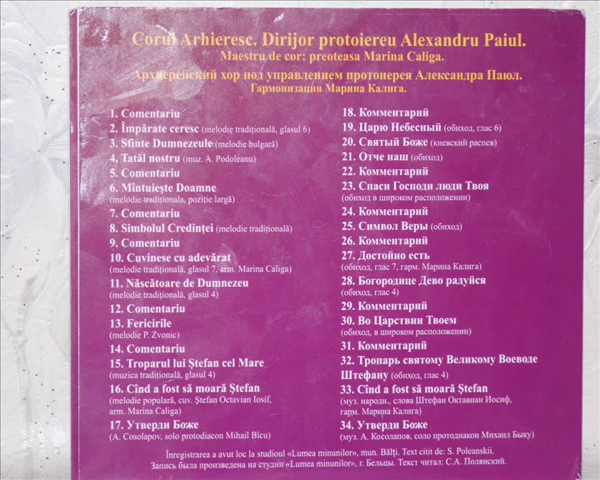 Corul Arhieresc. Dirijor protoiereu Alexandru Paiul.
Maestru de cor: preoteasa Marina Caliga.
Архиерейский хор под управлением протоиерея Александра Паюл.
Гармонизация Марина Калига.
1. Comentariu
2. Împărate ceresc (melodie tradițională, glasul 6)
3. Sfinte Dumnezeule (melodie bulgară)
4. Tatăl nostru (muz. A. Podoleanu)
5. Comentariu
6. Mîntuiește Doamne
(melodie tradiționala, poziție largă)
7. Comentariu
8. Simbolul Credinței (melodie tradițională)
9. Comentariu
10. Cuvinese cu adevărat
(melodie tradițională, glasul 7, arm. Marina Caliga)
11. Născătoare de Dumnezeu
(melodie tradițională, glasul 4)
12. Comentariu
13. Fericirile
(melodie P. Zvonic)
14. Comentariu
15. Troparul lui Ștefan cel Mare
(muzica tradițională, glasul 4)
16. Cînd a fost să moară Ștefan
(melodie populară, cuv. Ștefan Octavian Iosif,
arm. Marina Caliga)
17. Утверди Боже
(A. Cosolapov, solo protodiacon Mihail Bîcu)
18. Комментарий
19. Царю Небесный (обиход, глас 6)
20. Святый Боже (киевский распев)
21. Отче наш (обиход)
22. Комментарий
23. Спаси Господи люди Твоя
(обиход в широком расположении)
24. Комментарий
25. Символ Веры (обиход)
26. Комментарий
27. Достойно есть
(обиход, глас 7, гарм. Марина Калига)
28. Богородице Дево радуйся
(обиход, глас 4)
29. Комментарий
30. Во Царствии Твоем
(обиход, в широком расположении)
31. Комментарий
32. Тропарь святому Великому Воеводе
Штефану (обиход, глас 4)
33. Cînd a fost să moară Ștefan
(муз. народн., слова Штефан Октавиан Иосиф,
гарм. Марина Калига)
34. Утверди Боже
(муз. А. Косолапов, соло протодиакон Михаил Быку)
Înregistrarea a avut loc la studioul «Lumea minunilor», mun. Bălți. Text citit de: S. Poleanskii.
Запись была произведена на студии «Lumea minunilor», г. Бельцы. Текст читал: С.А. Полянский.